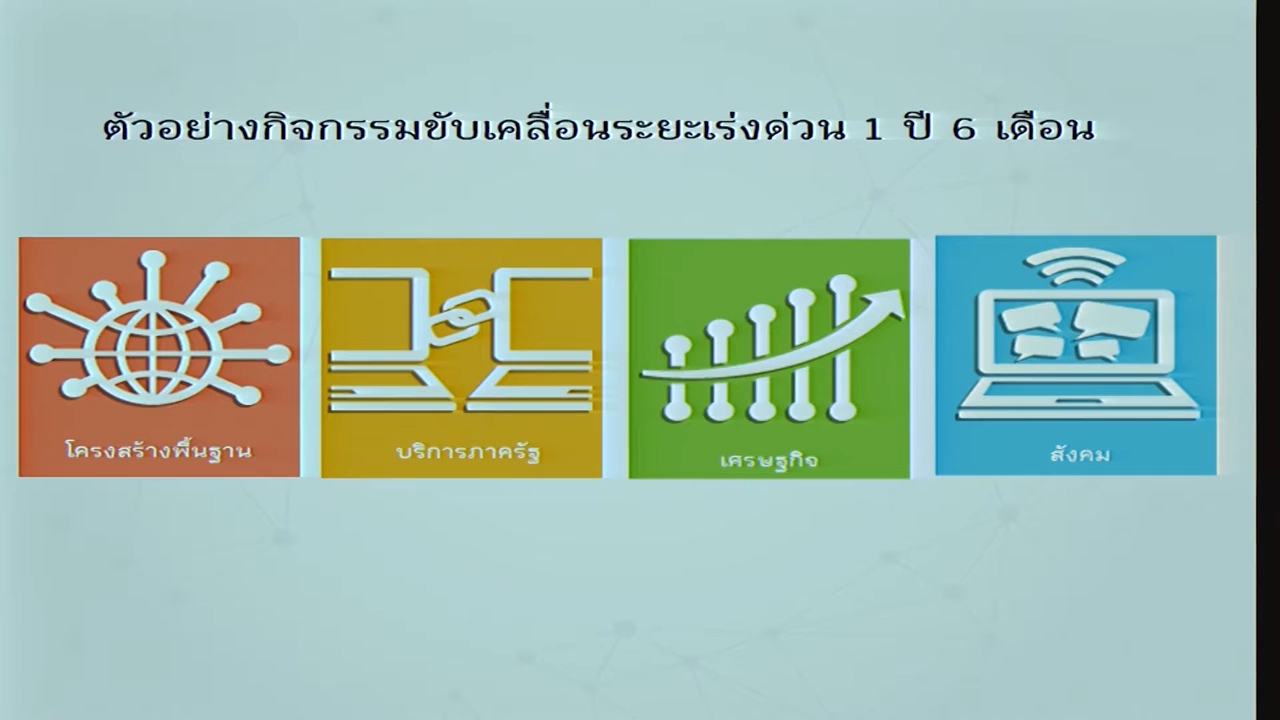 ตัวอย่างกิจกรรมขับเคลื่อนระยะเร่งด่วน 1 ปี 6 เดือน
โครงสร้างพื้นฐาน
บริการภาครัฐ
เศรษฐกิจ
สังคม